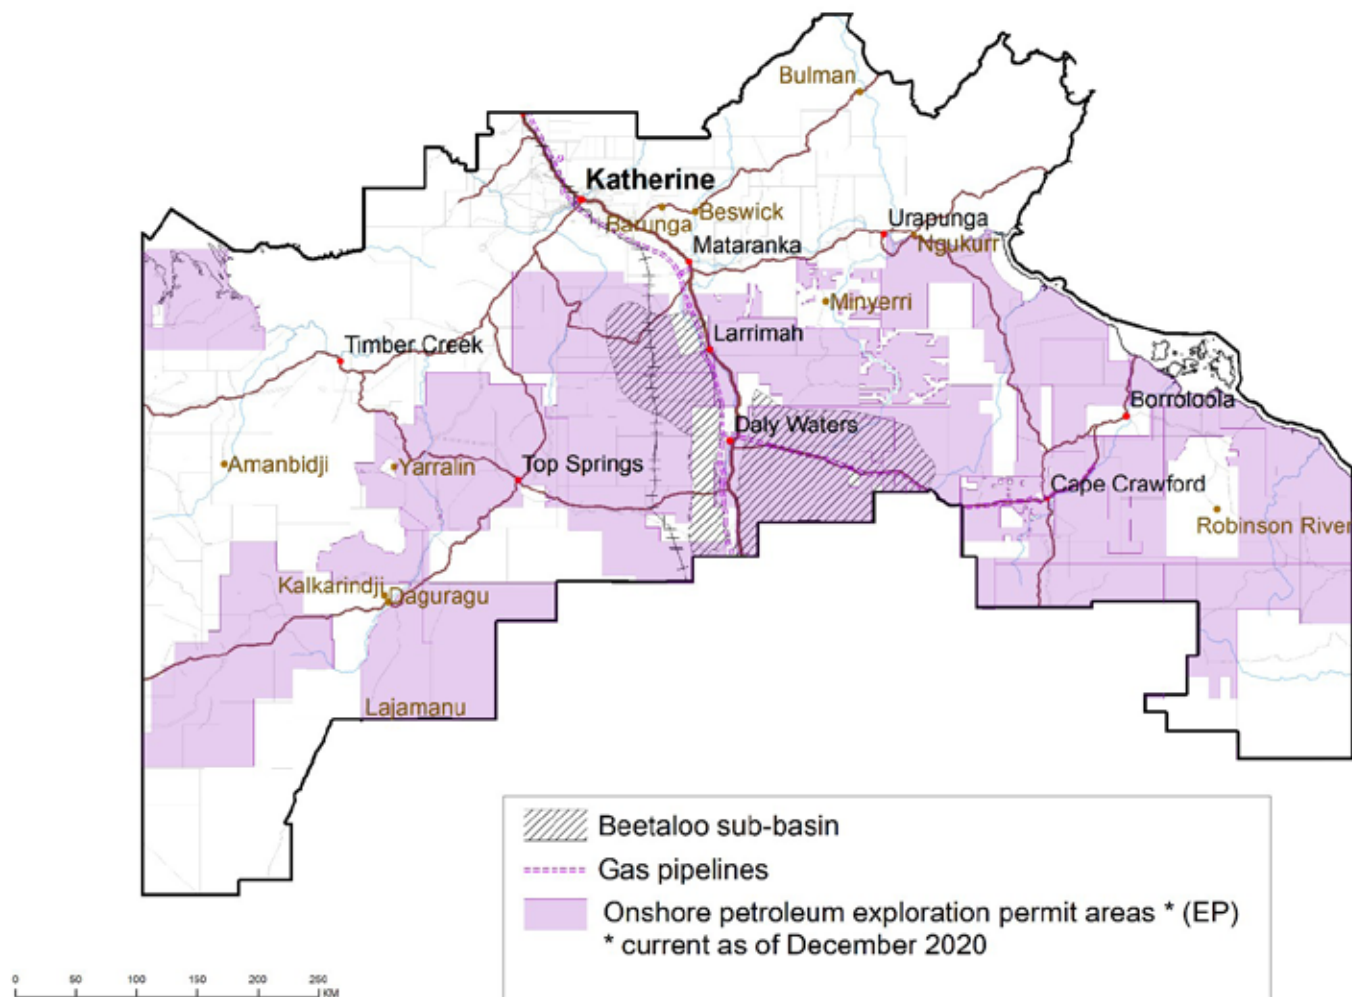 Bulman
Katherine
Barunga
Beswick
Urapunga
Ngukurr
Mataranka
Minyerri
Timber Creek
Larrimah
Borroloola
Daly Waters
Amanbidji
Yarralin
Top Springs
Cape Crawford
Robinson River
Kalkarindji
Daguragu
Lajamanu
Beetaloo sub-basin
Gas pipelines
Onshore petroleum exploration permit areas * (EP)
* current as of December 2020
0 50 100 150 200 250
KM